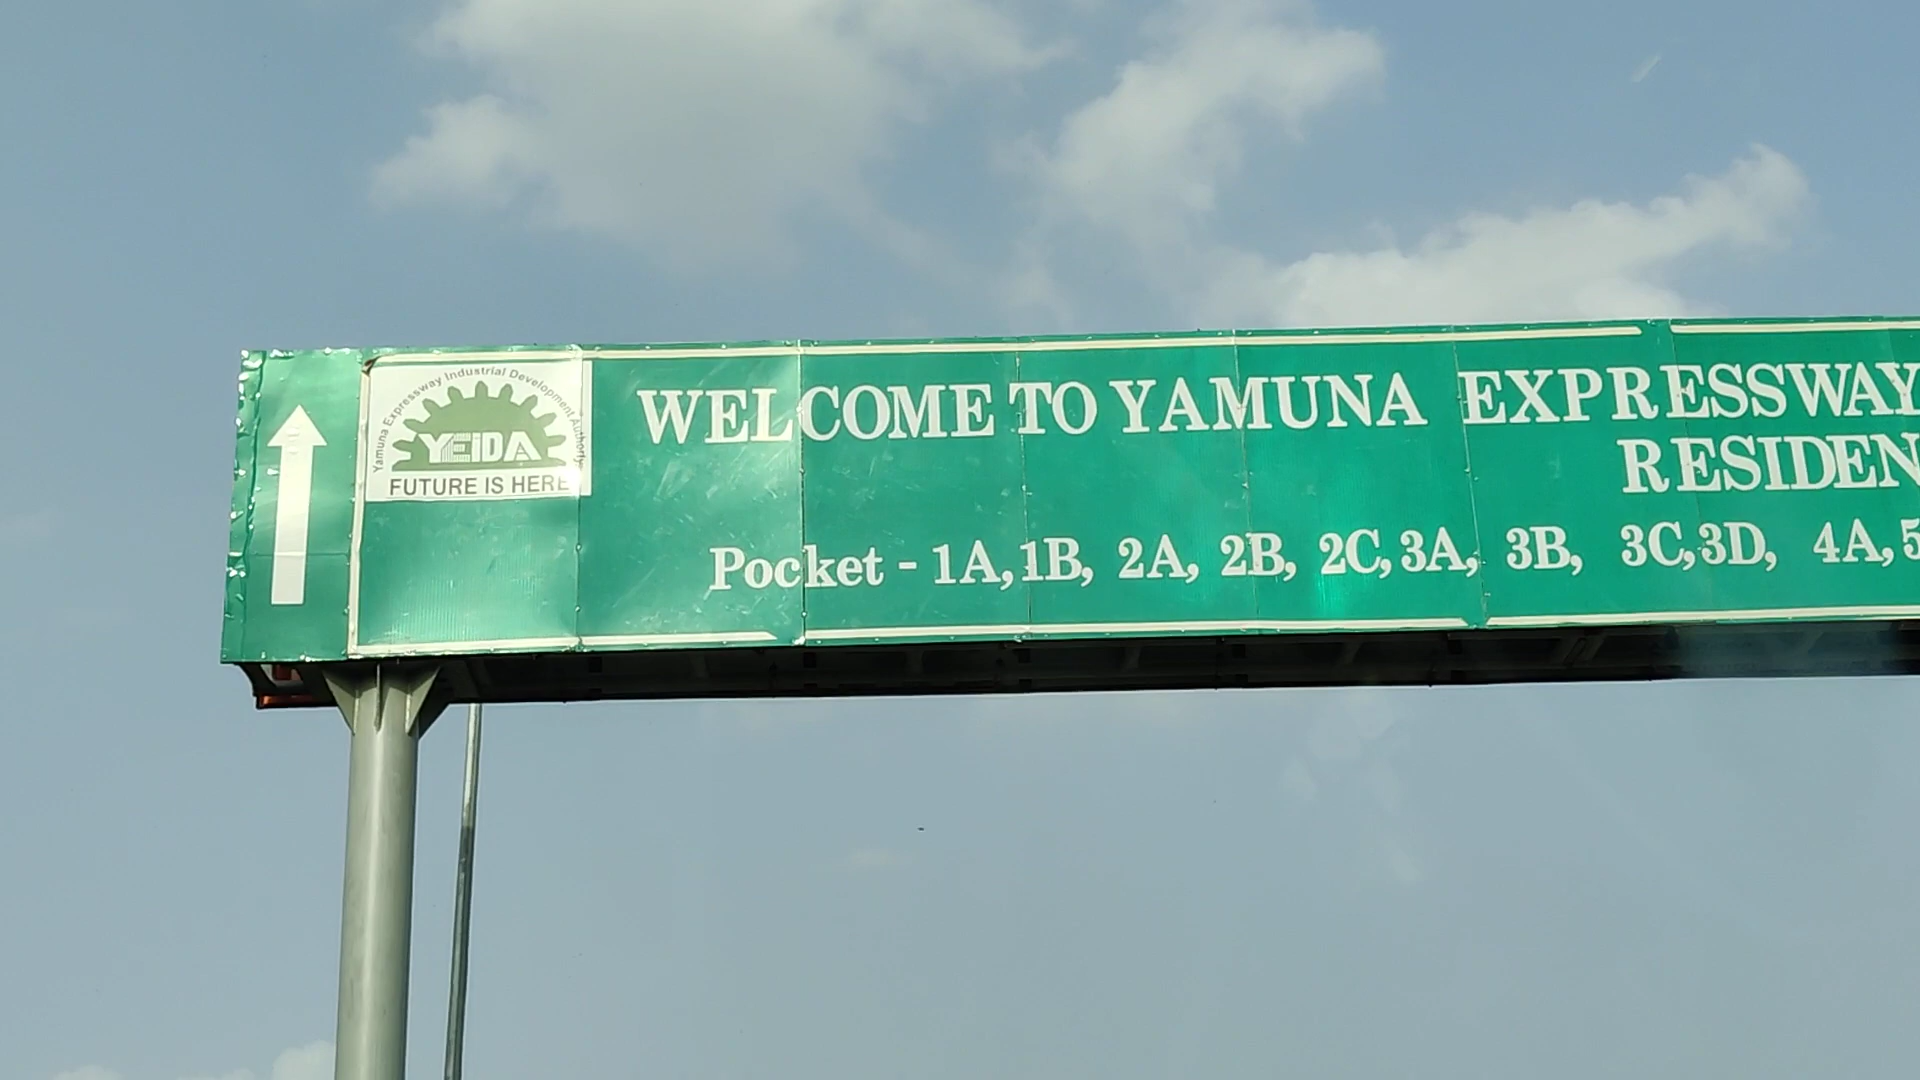 Yamuna Expressway Industrial Development Authority
YEIDA
FUTURE IS HERE
WELCOME TO YAMUNA EXPRESSWAY
RESIDEN
Pocket - 1A, 1B, 2A, 2B, 2C, 3A, 3B, 3C, 3D, 4A, 5